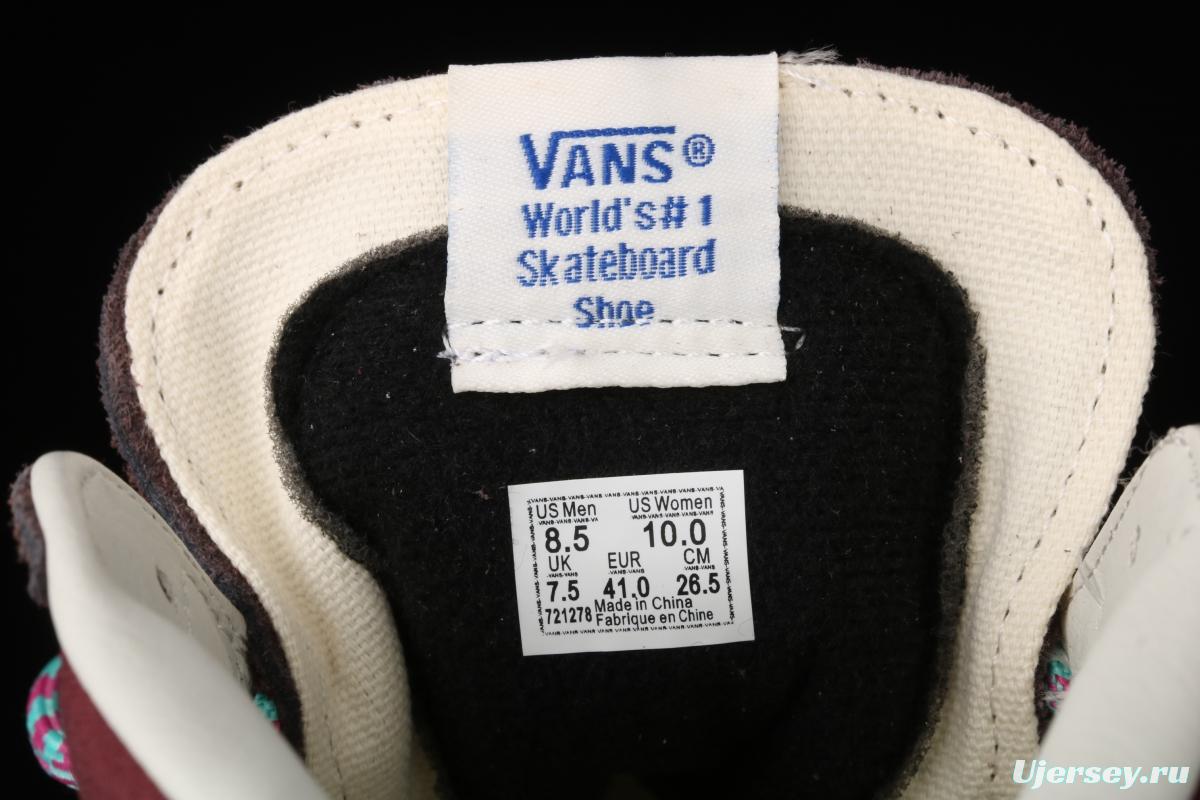 VANS®
World's# 1
Skateboard
Shoe
US Men US Women
8.5 10.0
UK EUR CM
7.5 41.0 26.5
721278 Made in China
Fabrique en Chine
Ujersey.ru